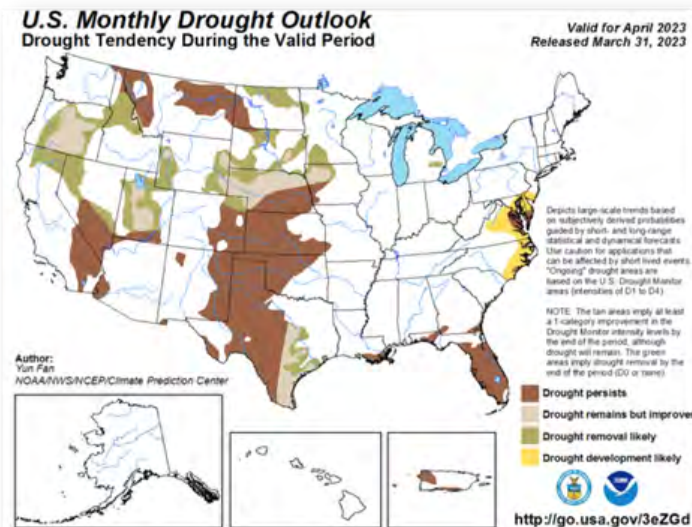 U.S. Monthly Drought Outlook
Drought Tendency During the Valid Period
Valid for April 2023
Released March 31, 2023
Depicts large-scale trends based
on subjectively derived probabilities
guided by short- and long-range
statistical and dynamical forecasts.
Use caution for applications that
can be affected by short lived events.
"Ongoing" drought areas are
based on the U.S. Drought Monitor
areas (intensities of D1 to D4).
NOTE: The tan areas imply at least
a 1-category improvement in the
Drought Monitor intensity levels by
the end of the period, although
drought will remain. The green
areas imply drought removal by the
end of the period (D0 or none).
Author:
Yun Fan
NOAA/NWS/NCEP/Climate Prediction Center
Drought persists
Drought remains but improve
Drought removal likely
Drought development likely
http://go.usa.gov/3eZGd